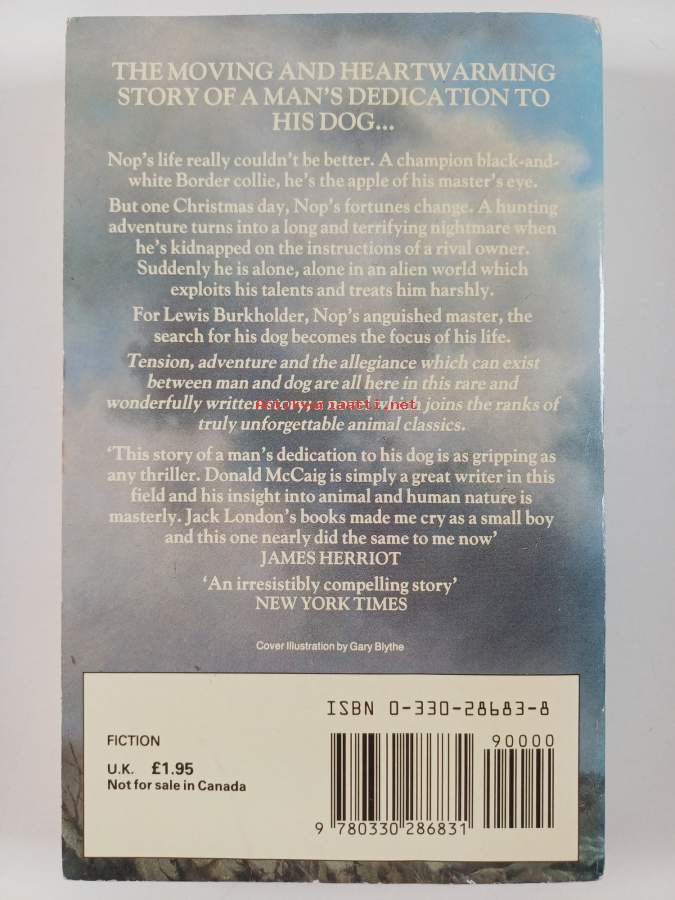 THE MOVING AND HEARTWARMING
STORY OF A MAN'S DEDICATION TO
HIS DOG...
Nop's life really couldn't be better. A champion black-and-
white Border collie, he's the apple of his master's eye.
But one Christmas day, Nop's fortunes change. A hunting
adventure turns into a long and terrifying nightmare when
he's kidnapped on the instructions of a rival owner.
Suddenly he is alone, alone in an alien world which
exploits his talents and treats him harshly.
For Lewis Burkholder, Nop's anguished master, the
search for his dog becomes the focus of his life.
Tension, adventure and the allegiance which can exist
between man and dog are all here in this rare and
wonderfully written story; a novel which joins the ranks of
truly unforgettable animal classics.
'This story of a man's dedication to his dog is as gripping as
any thriller. Donald McCaig is simply a great writer in this
field and his insight into animal and human nature is
masterly. Jack London's books made me cry as a small boy
and this one nearly did the same to me now'
JAMES HERRIOT
'An irresistibly compelling story'
NEW YORK TIMES
Cover Illustration by Gary Blythe
ISBN 0-330-28683-8
FICTION
90000
U.K. £1.95
Not for sale in Canada
9 780330 286831